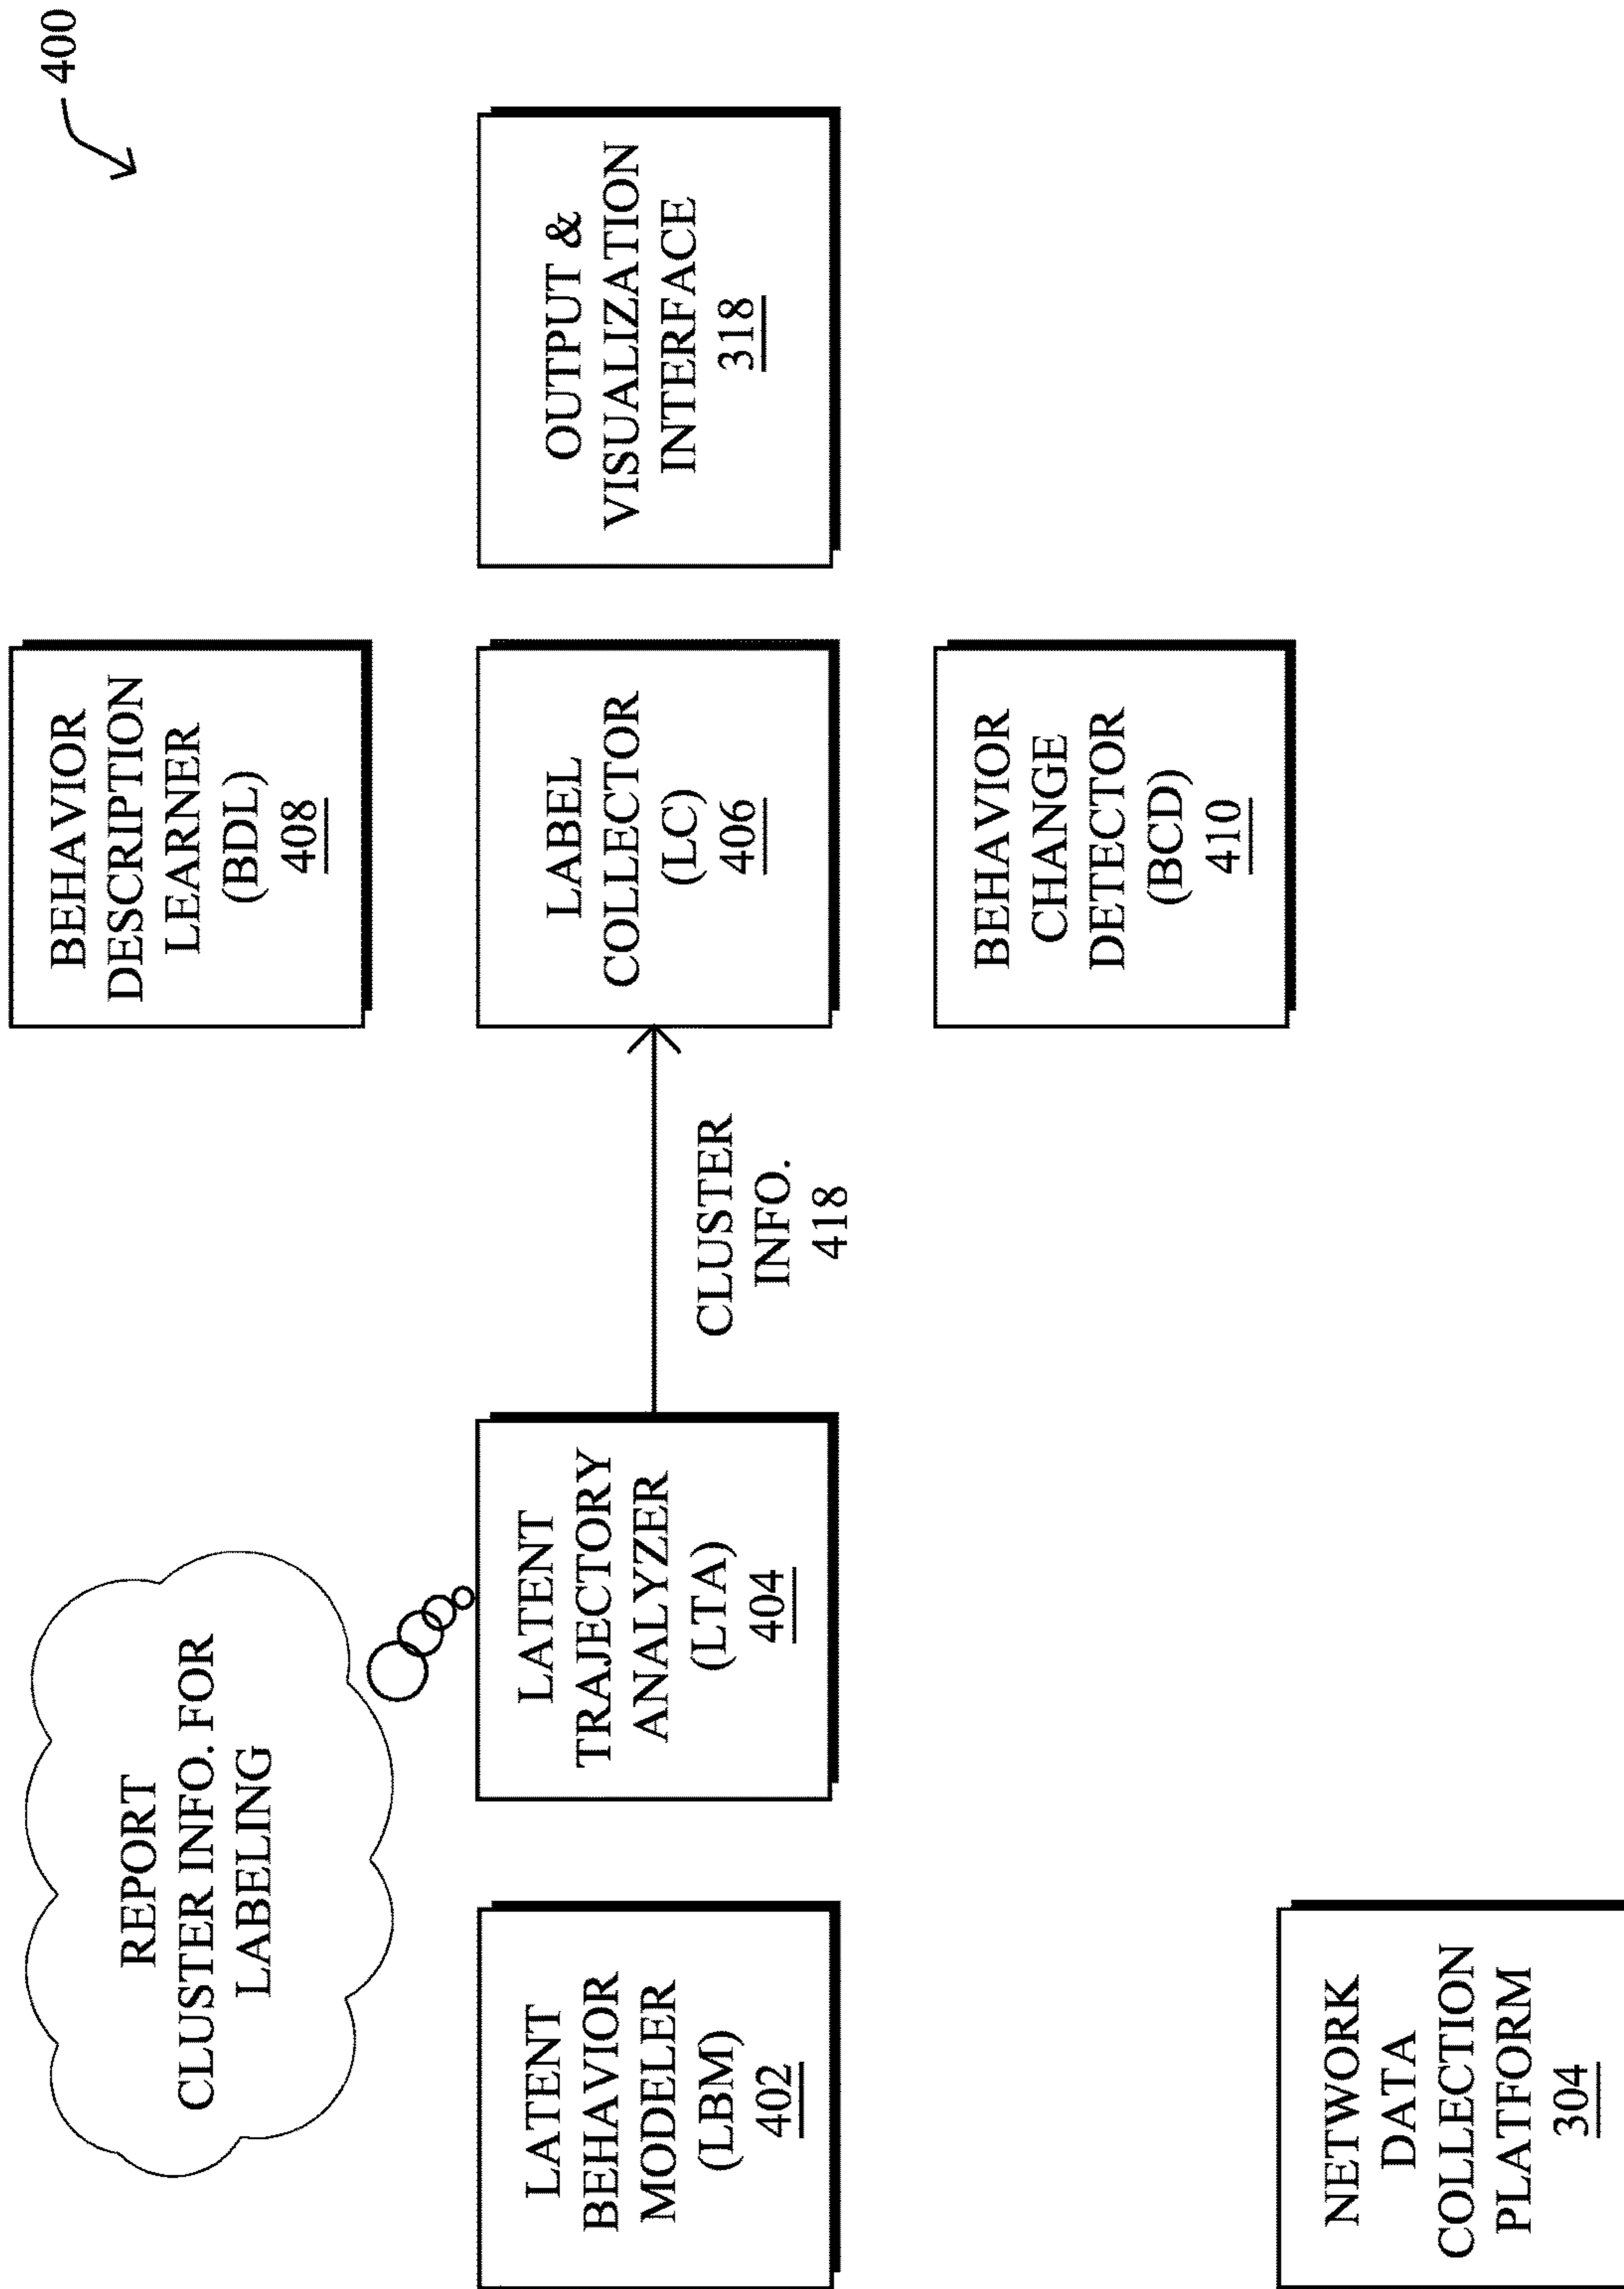 400
REPORT
CLUSTER INFO. FOR
LABELING
BEHAVIOR
DESCRIPTION
LEARNER
(BDL)
408
LATENT
BEHAVIOR
MODELER
(LBM)
402
LATENT
TRAJECTORY
ANALYZER
(LTA)
404
CLUSTER
INFO.
418
LABEL
COLLECTOR
(LC)
406
OUTPUT &
VISUALIZATION
INTERFACE
318
BEHAVIOR
CHANGE
DETECTOR
(BCD)
410
NETWORK
DATA
COLLECTION
PLATFORM
304